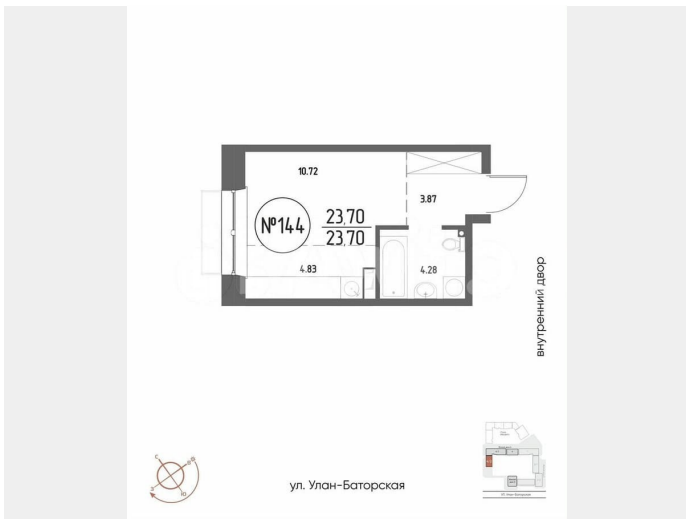 10.72
3.87
№144
23,70
23,70
4.83
4.28
внутренний двор
С
В
З
Ю
ул. Улан-Баторская